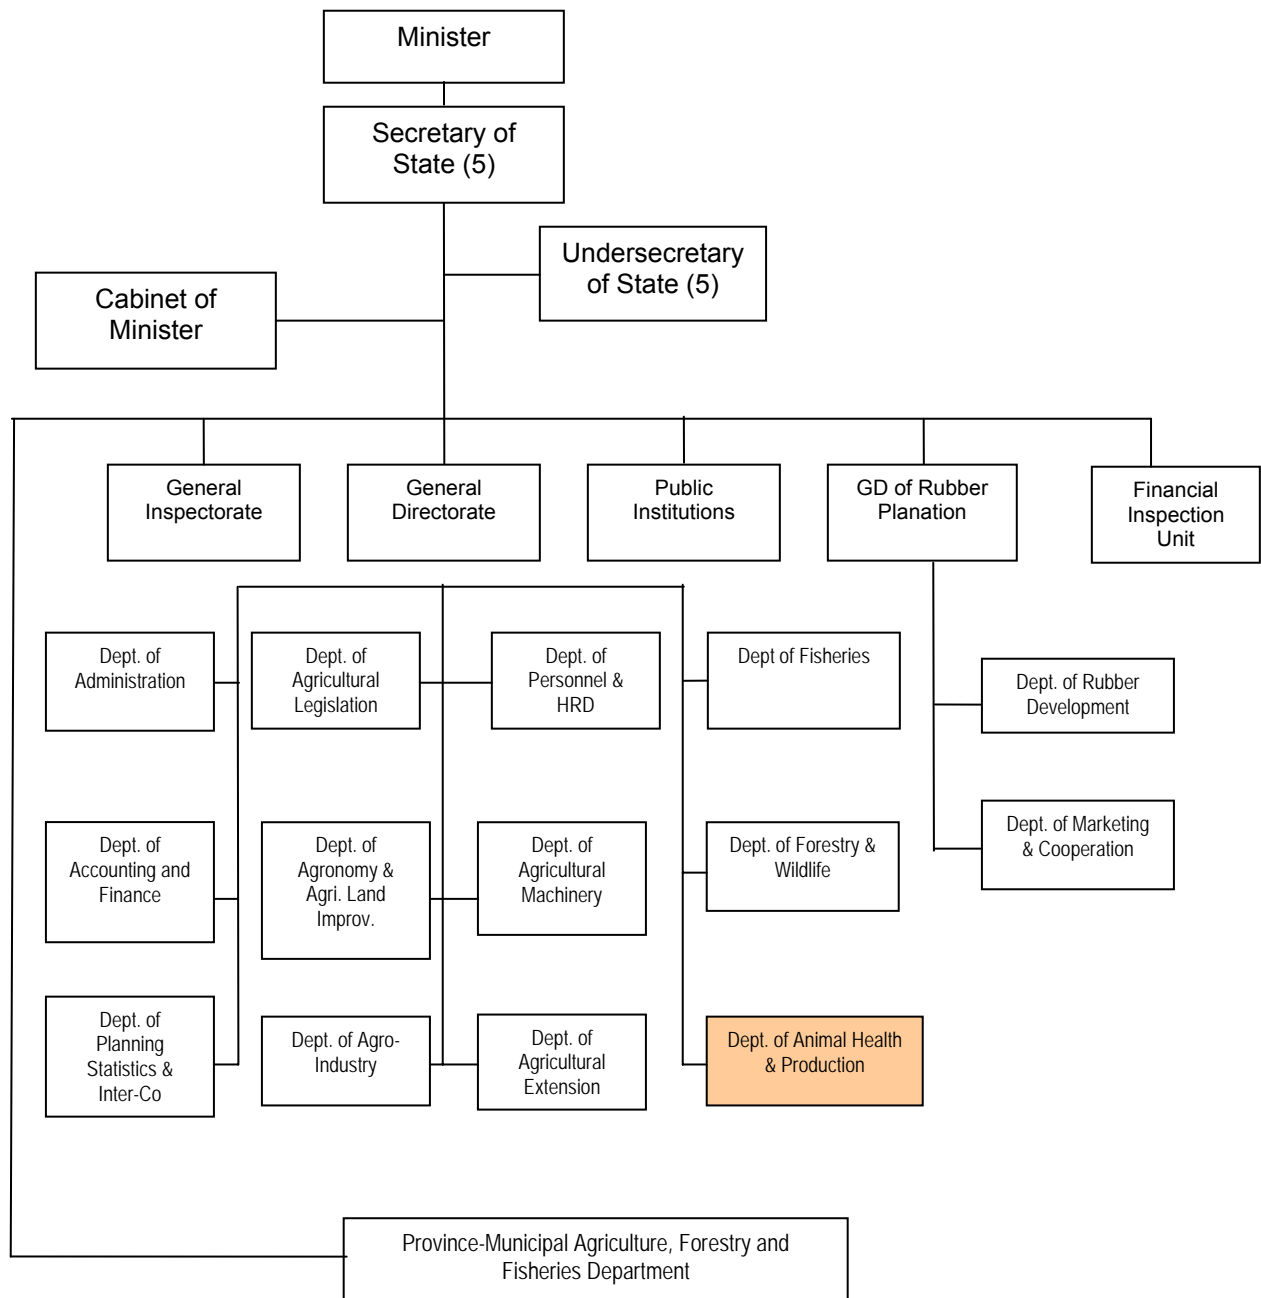 Minister
Secretary of
State (5)
Undersecretary
of State (5)
Cabinet of
Minister
General
Inspectorate
General
Directorate
Public
Institutions
GD of Rubber
Planation
Financial
Inspection
Unit
Dept. of
Administration
Dept. of
Agricultural
Legislation
Dept. of
Personnel &
HRD
Dept of Fisheries
Dept. of Rubber
Development
Dept. of
Accounting and
Finance
Dept. of
Agronomy &
Agri. Land
Improv.
Dept. of
Agricultural
Machinery
Dept. of Forestry &
Wildlife
Dept. of Marketing
& Cooperation
Dept. of
Planning
Statistics &
Inter-Co
Dept. of Agro-
Industry
Dept. of
Agricultural
Extension
Dept. of Animal Health
& Production
Province-Municipal Agriculture, Forestry and
Fisheries Department